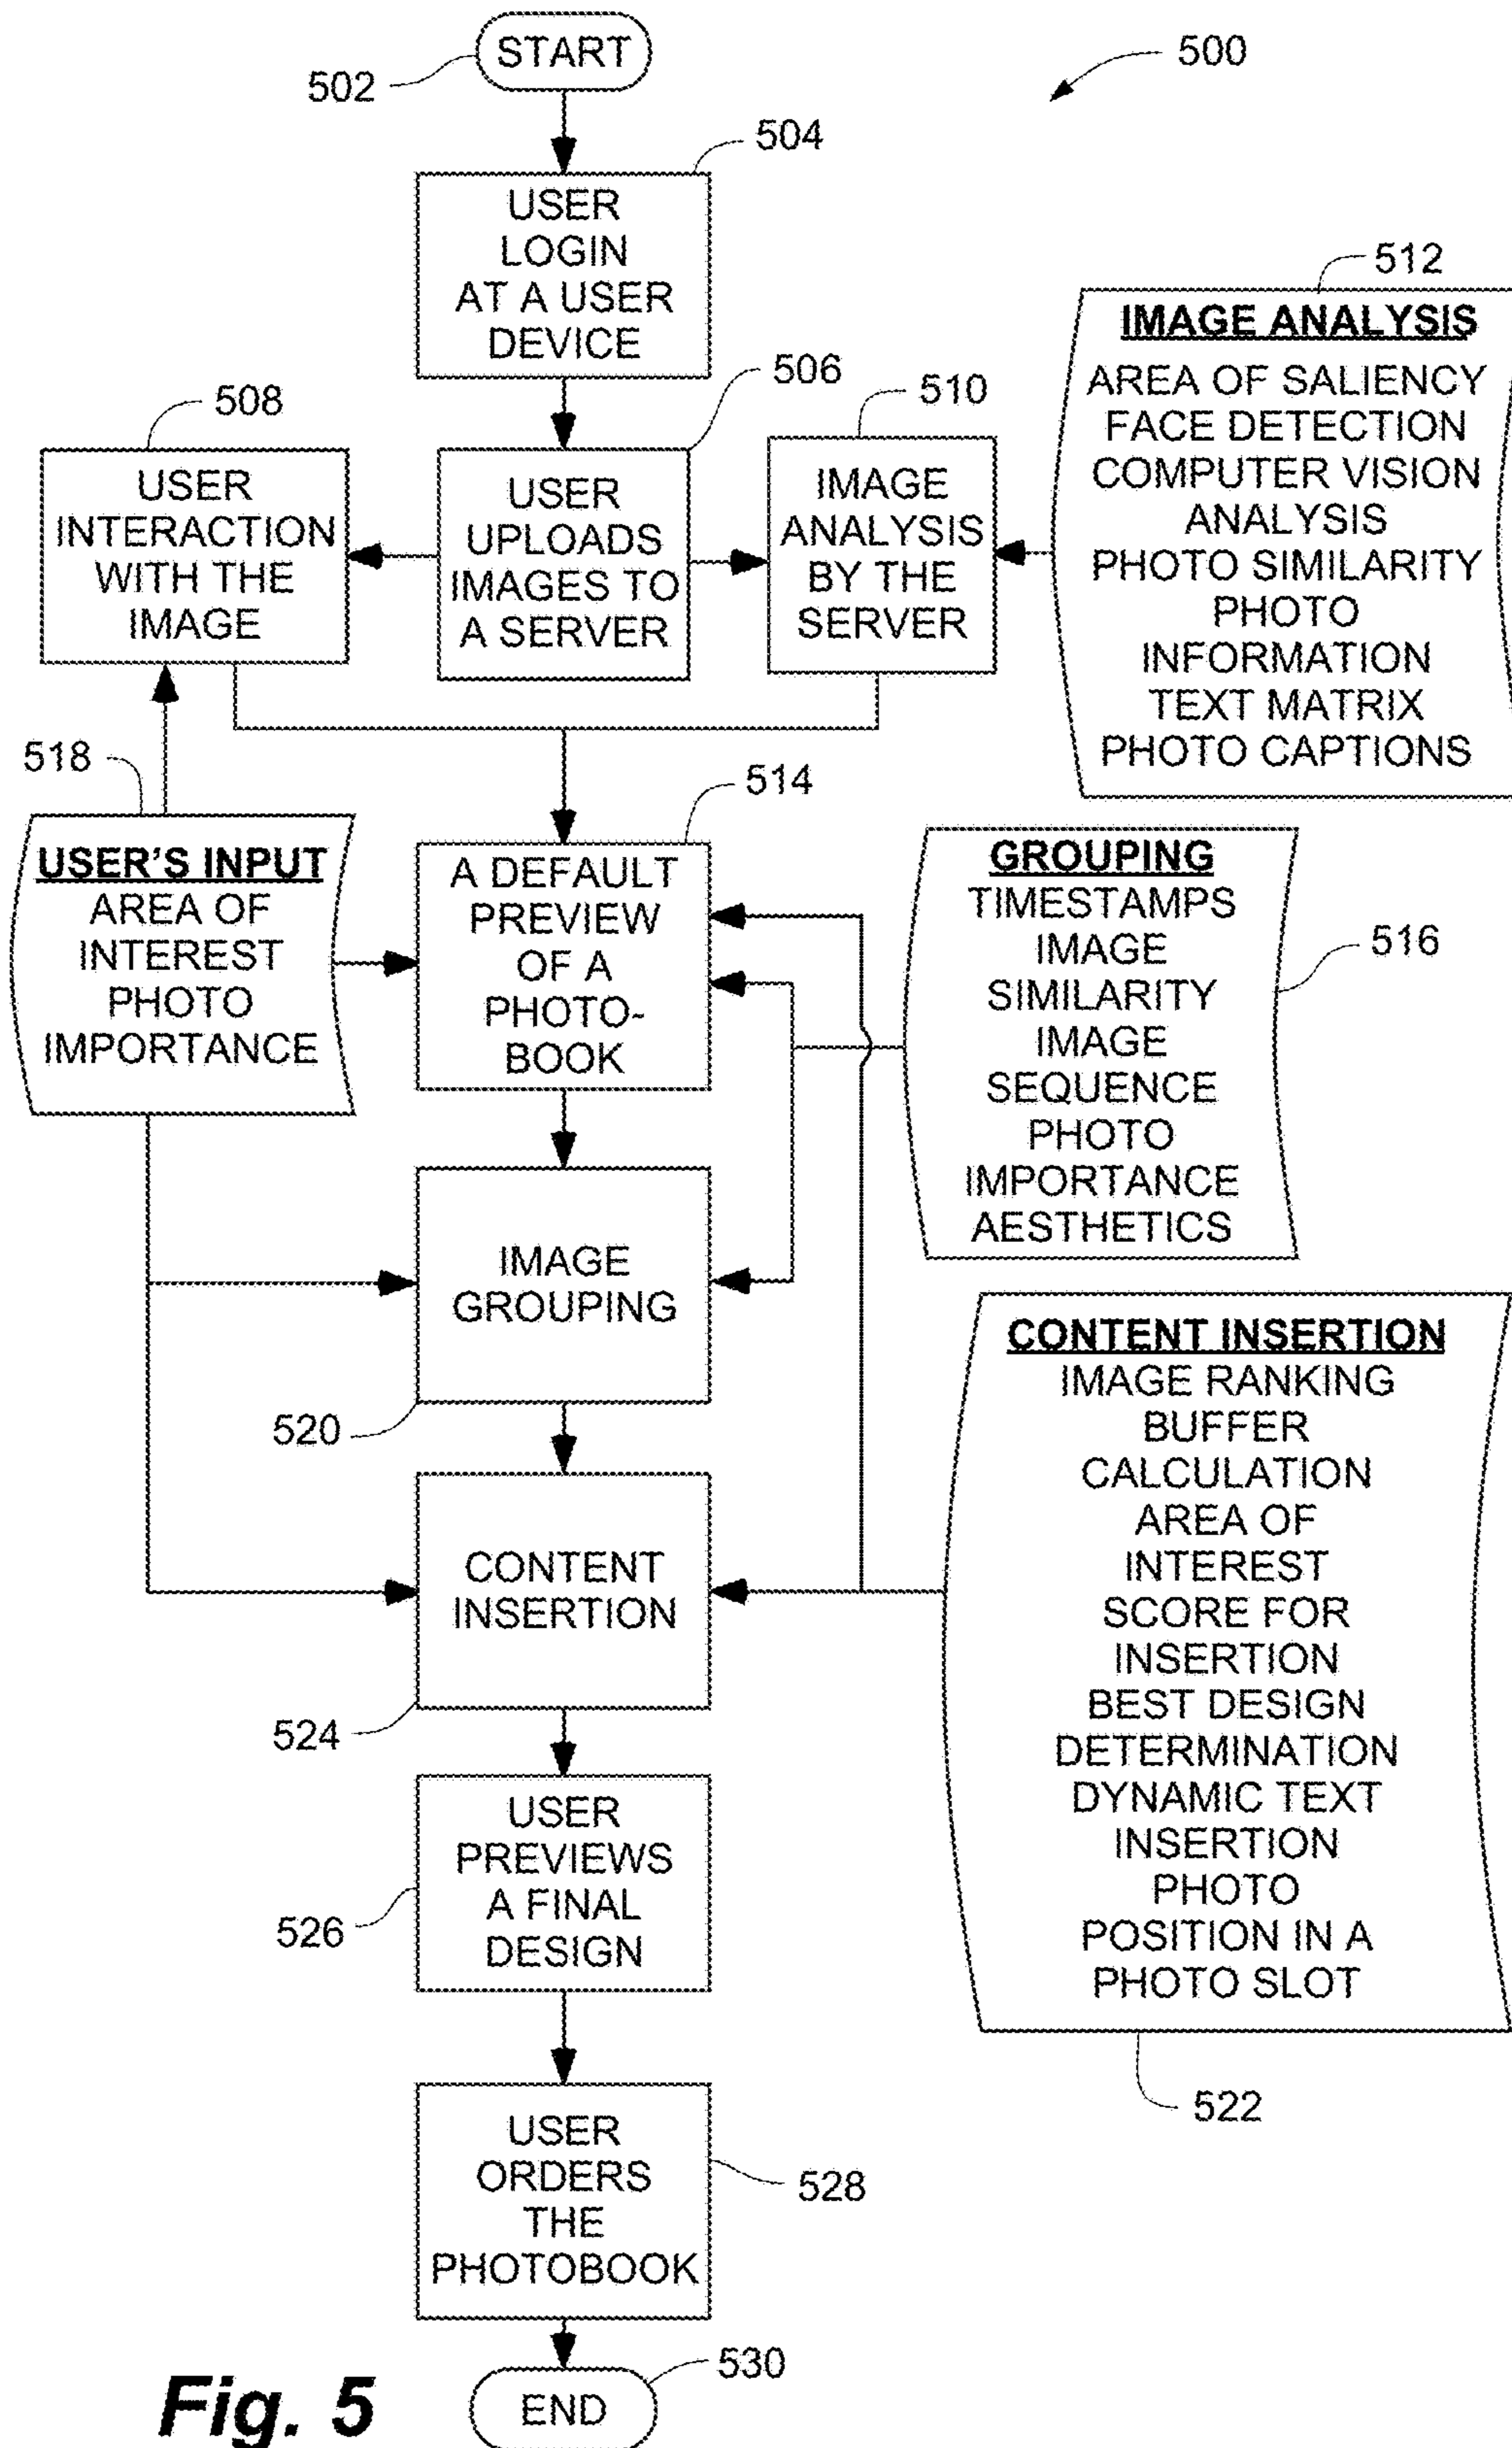 START
502
500
504
USER
LOGIN
AT A USER
DEVICE
512
IMAGE ANALYSIS
AREA OF SALIENCY
FACE DETECTION
COMPUTER VISION
ANALYSIS
PHOTO SIMILARITY
PHOTO
INFORMATION
TEXT MATRIX
PHOTO CAPTIONS
508
USER
INTERACTION
WITH THE
IMAGE
506
USER
UPLOADS
IMAGES TO
A SERVER
510
IMAGE
ANALYSIS
BY THE
SERVER
518
USER'S INPUT
AREA OF
INTEREST
PHOTO
IMPORTANCE
514
A DEFAULT
PREVIEW
OF A
PHOTO-
BOOK
GROUPING
TIMESTAMPS
IMAGE
SIMILARITY
IMAGE
SEQUENCE
PHOTO
IMPORTANCE
AESTHETICS
516
IMAGE
GROUPING
520
CONTENT INSERTION
IMAGE RANKING
BUFFER
CALCULATION
AREA OF
INTEREST
SCORE FOR
INSERTION
BEST DESIGN
DETERMINATION
DYNAMIC TEXT
INSERTION
PHOTO
POSITION IN A
PHOTO SLOT
522
CONTENT
INSERTION
524
USER
PREVIEWS
A FINAL
DESIGN
526
USER
ORDERS
THE
PHOTOBOOK
528
END
530
Fig. 5